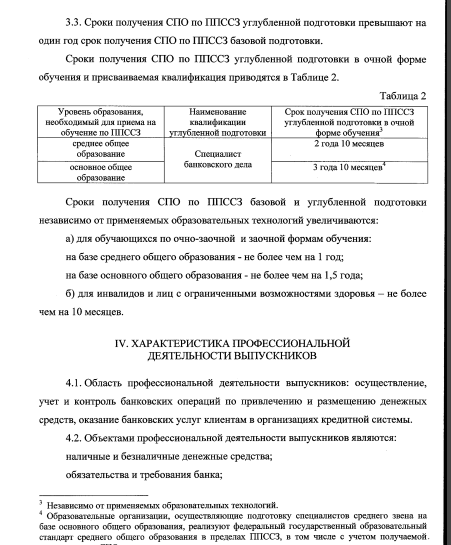 3.3. Сроки получения СПО по ППССЗ углубленной подготовки превышают на
один год срок получения СПО по ППССЗ базовой подготовки.
Сроки получения СПО по ППССЗ углубленной подготовки в очной форме
обучения и присваиваемая квалификация приводятся в Таблице 2.
Таблица 2
Уровень образования,
необходимый для приема на
обучение по ППССЗ
Наименование
квалификации
углубленной подготовки
Срок получения СПО по ППССЗ
углубленной подготовки в очной
форме обучения3
среднее общее
образование
Специалист
банковского дела
2 года 10 месяцев
основное общее
образование
3 года 10 месяцев4
Сроки получения СПО по ППССЗ базовой и углубленной подготовки
независимо от применяемых образовательных технологий увеличиваются:
а) для обучающихся по очно-заочной и заочной формам обучения:
на базе среднего общего образования - не более чем на 1 год;
на базе основного общего образования - не более чем на 1,5 года;
б) для инвалидов и лиц с ограниченными возможностями здоровья – не более
чем на 10 месяцев.
IV. ХАРАКТЕРИСТИКА ПРОФЕССИОНАЛЬНОЙ
ДЕЯТЕЛЬНОСТИ ВЫПУСКНИКОВ
4.1. Область профессиональной деятельности выпускников: осуществление,
учет и контроль банковских операций по привлечению и размещению денежных
средств, оказание банковских услуг клиентам в организациях кредитной системы.
4.2. Объектами профессиональной деятельности выпускников являются:
наличные и безналичные денежные средства;
обязательства и требования банка;
3 Независимо от применяемых образовательных технологий.
4 Образовательные организации, осуществляющие подготовку специалистов среднего звена на
базе основного общего образования, реализуют федеральный государственный образовательный
стандарт среднего общего образования в пределах ППССЗ, в том числе с учетом получаемой